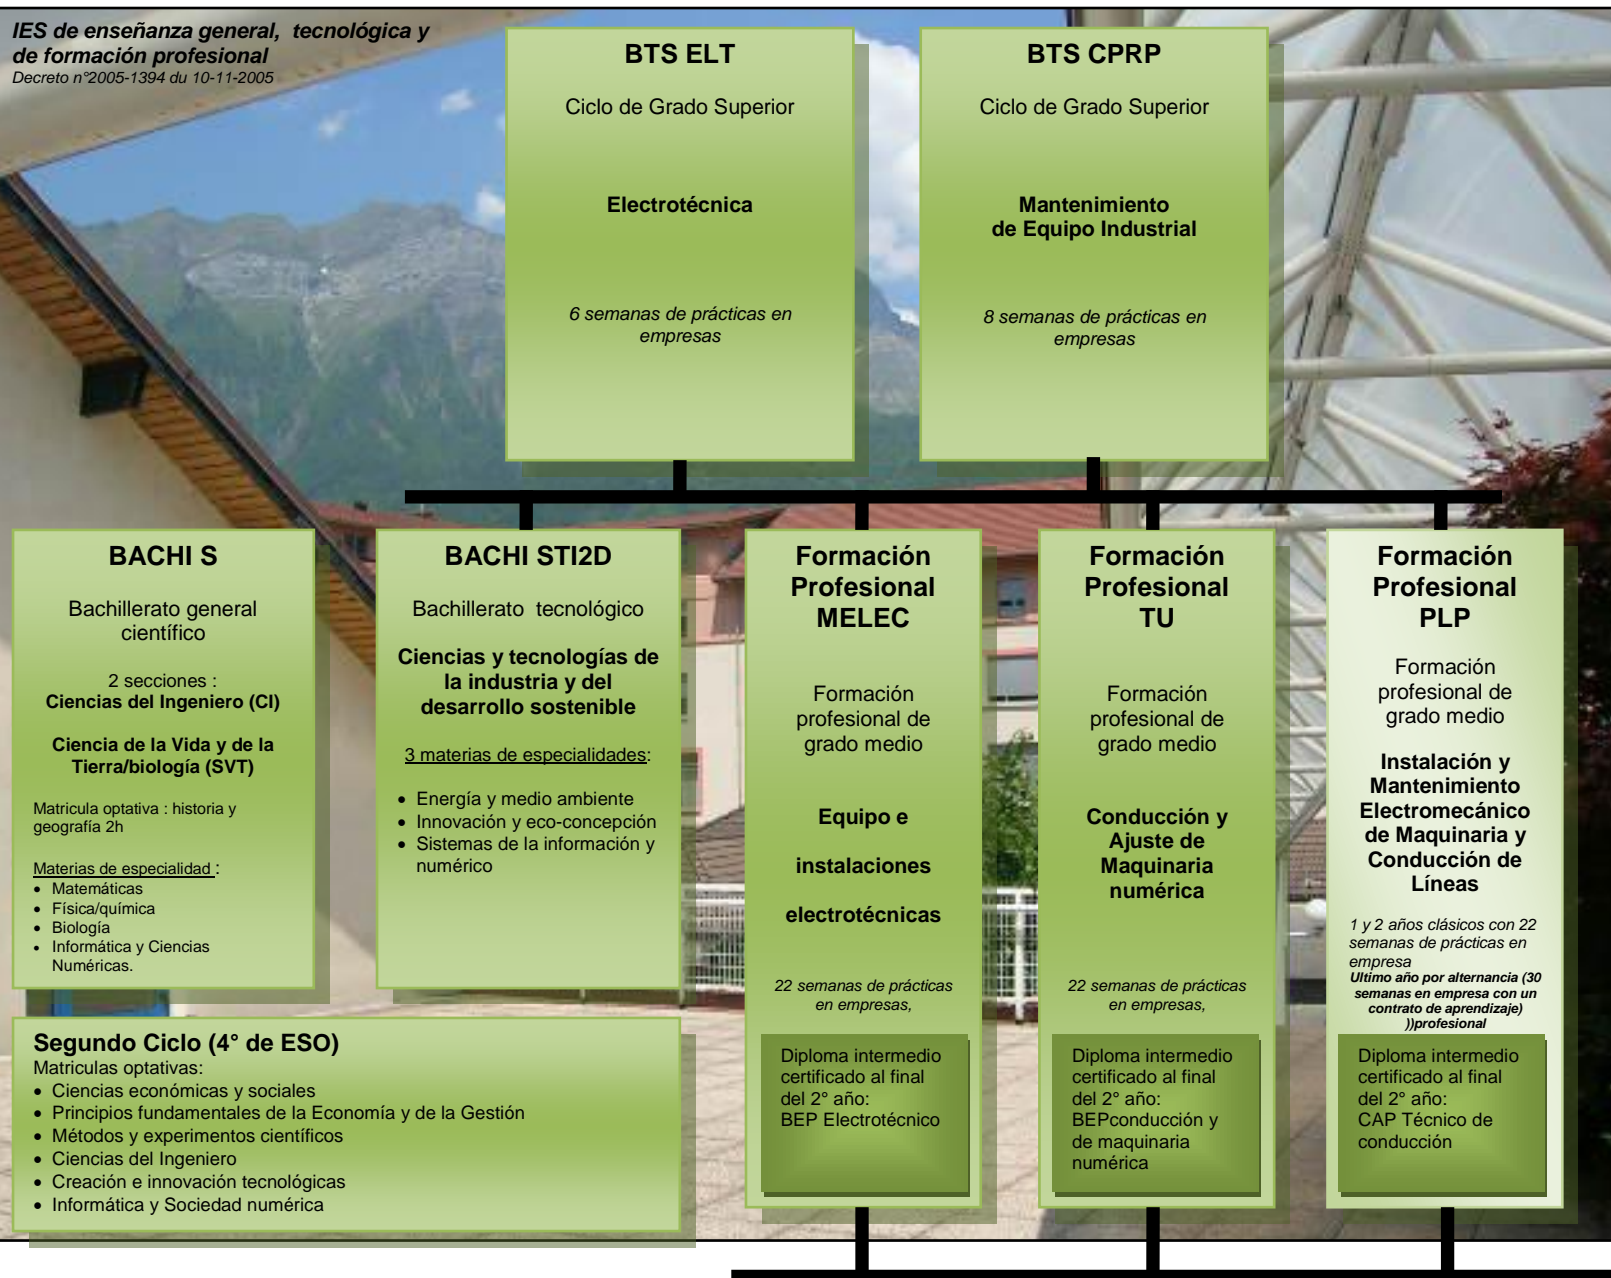 IES de enseñanza general, tecnológica y
de formación profesional
Decreto n°2005-1394 du 10-11-2005
BTS ELT
Ciclo de Grado Superior
Electrotécnica
6 semanas de prácticas en
empresas
BTS CPRP
Ciclo de Grado Superior
Mantenimiento
de Equipo Industrial
8 semanas de prácticas en
empresas
BACHI S
Bachillerato general
científico
2 secciones :
Ciencias del Ingeniero (CI)
Ciencia de la Vida y de la
Tierra/biología (SVT)
Matricula optativa : historia y
geografía 2h
Materias de especialidad :
• Matemáticas
• Física/química
• Biología
• Informática y Ciencias
Numéricas.
BACHI STI2D
Bachillerato tecnológico
Ciencias y tecnologías de
la industria y del
desarrollo sostenible
3 materias de especialidades:
• Energía y medio ambiente
• Innovación y eco-concepción
• Sistemas de la información y
numérico
Formación
Profesional
MELEC
Formación
profesional de
grado medio
Equipo e
instalaciones
electrotécnicas
22 semanas de prácticas
en empresas,
Diploma intermedio
certificado al final
del 2° año:
BEP Electrotécnico
Formación
Profesional
TU
Formación
profesional de
grado medio
Conducción y
Ajuste de
Maquinaria
numérica
22 semanas de prácticas
en empresas,
Diploma intermedio
certificado al final
del 2° año:
BEPconducción y
de maquinaria
numérica
Formación
Profesional
PLP
Formación
profesional de
grado medio
Instalación y
Mantenimiento
Electromecánico
de Maquinaria y
Conducción de
Líneas
1 y 2 años clásicos con 22
semanas de prácticas en
empresa
Ultimo año por alternancia (30
semanas en empresa con un
contrato de aprendizaje)
))profesional
Diploma intermedio
certificado al final
del 2° año:
CAP Técnico de
conducción
Segundo Ciclo (4° de ESO)
Matriculas optativas:
• Ciencias económicas y sociales
• Principios fundamentales de la Economía y de la Gestión
• Métodos y experimentos científicos
• Ciencias del Ingeniero
• Creación e innovación tecnológicas
• Informática y Sociedad numérica